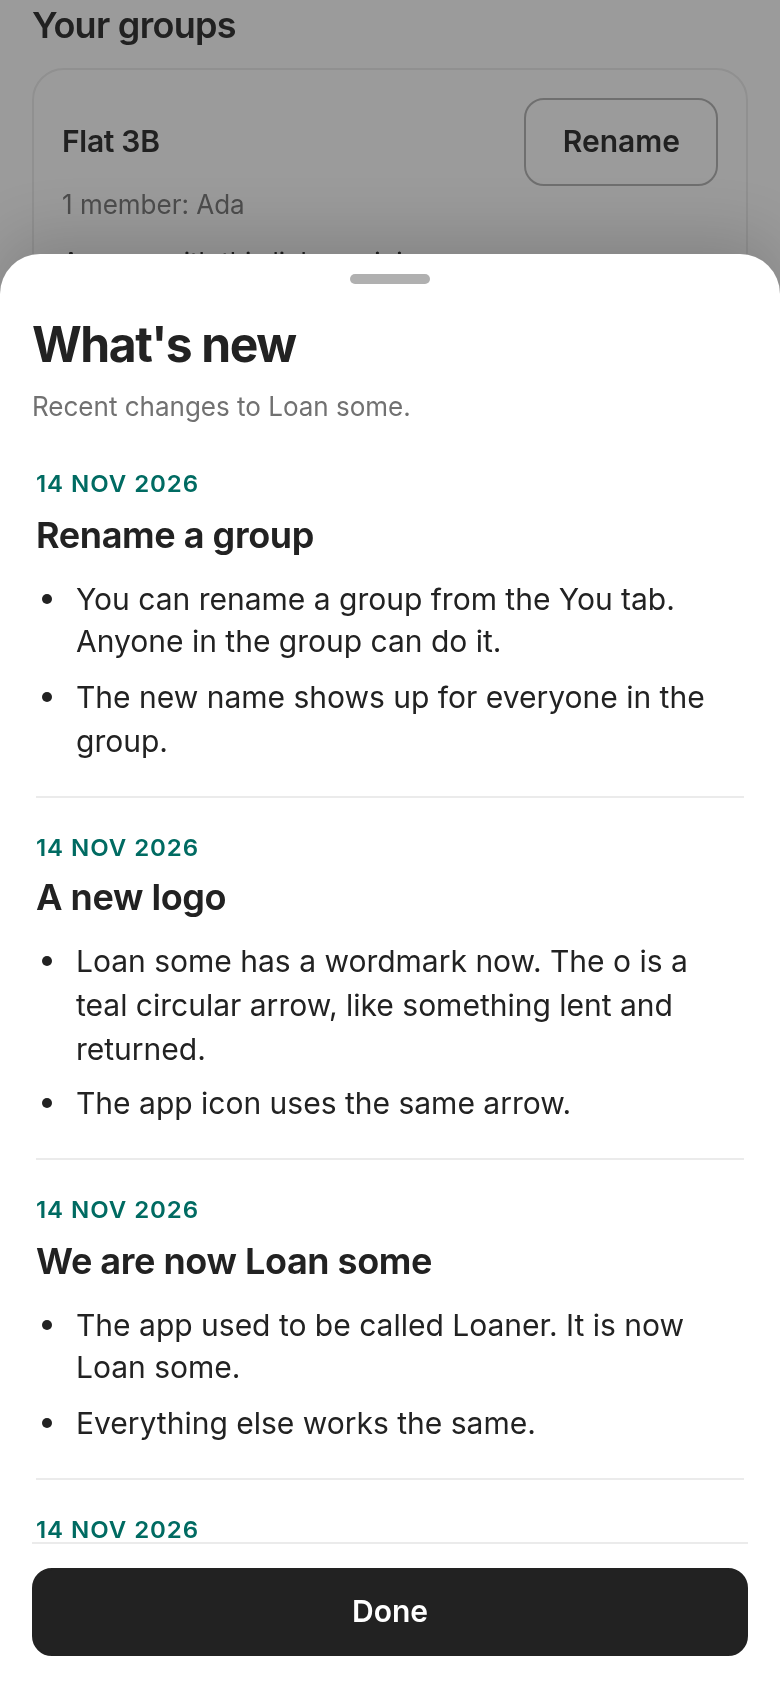 Your groups
Flat 3B
Rename
1 member: Ada
What's new
Recent changes to Loan some.
14 NOV 2026
Rename a group
• You can rename a group from the You tab.
Anyone in the group can do it.
• The new name shows up for everyone in the
group.
14 NOV 2026
A new logo
• Loan some has a wordmark now. The o is a
teal circular arrow, like something lent and
returned.
• The app icon uses the same arrow.
14 NOV 2026
We are now Loan some
• The app used to be called Loaner. It is now
Loan some.
• Everything else works the same.
14 NOV 2026
Done